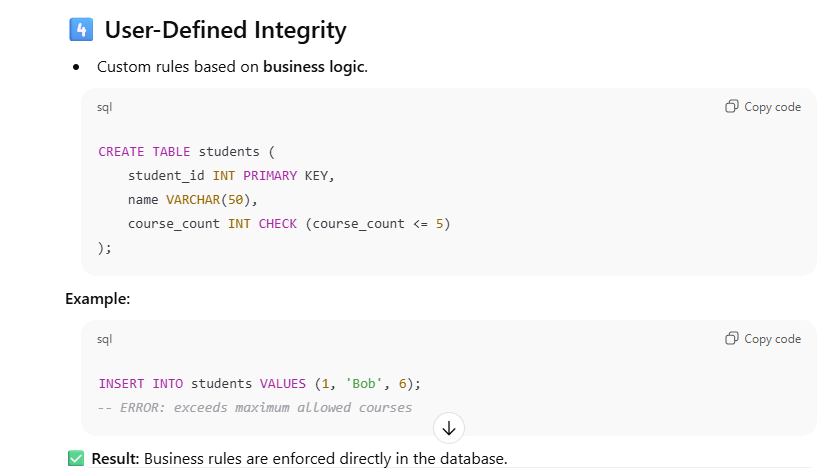 4 User-Defined Integrity
• Custom rules based on business logic.
sql
Copy code
CREATE TABLE students (
    student_id INT PRIMARY KEY,
    name VARCHAR(50),
    course_count INT CHECK (course_count <= 5)
);
Example:
sql
Copy code
INSERT INTO students VALUES (1, 'Bob', 6);
-- ERROR: exceeds maximum allowed courses
✅ Result: Business rules are enforced directly in the database.